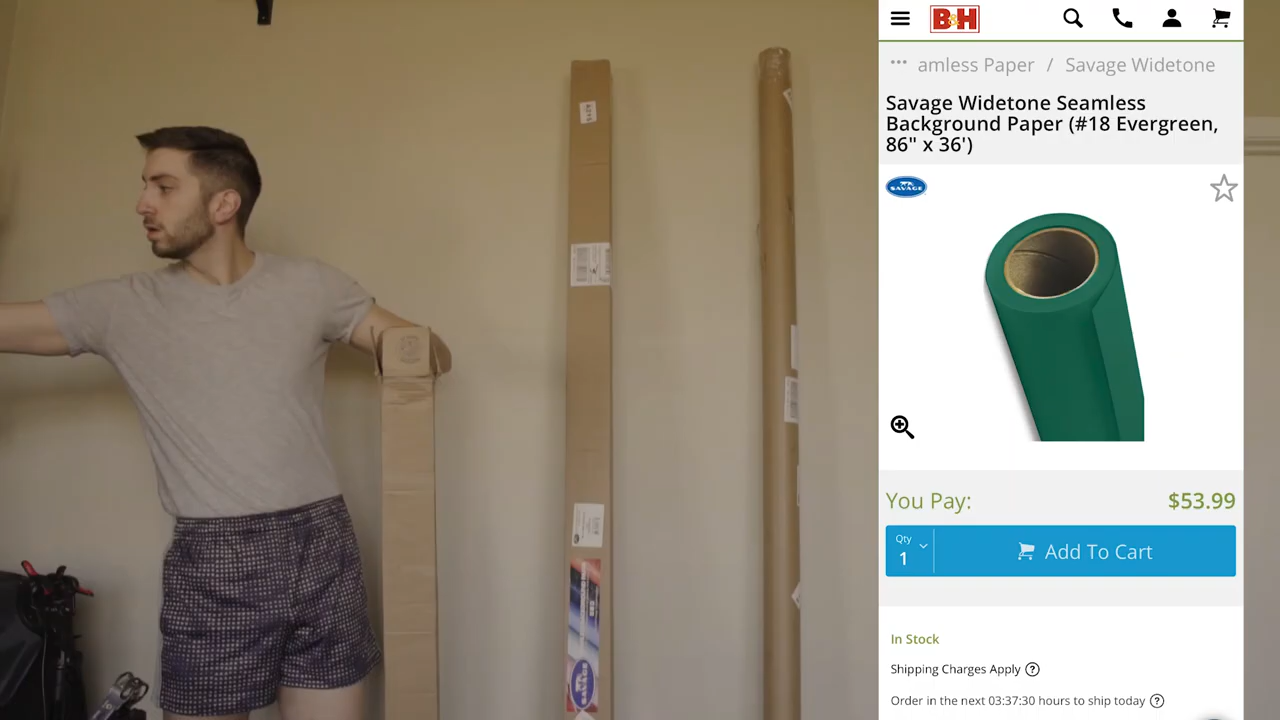 B&H
amless Paper / Savage Widetone
Savage Widetone Seamless
Background Paper (#18 Evergreen,
86" x 36')
SAVAGE
You Pay:
$53.99
Qty
1
Add To Cart
In Stock
Shipping Charges Apply
Order in the next 03:37:30 hours to ship today
SAVAGE